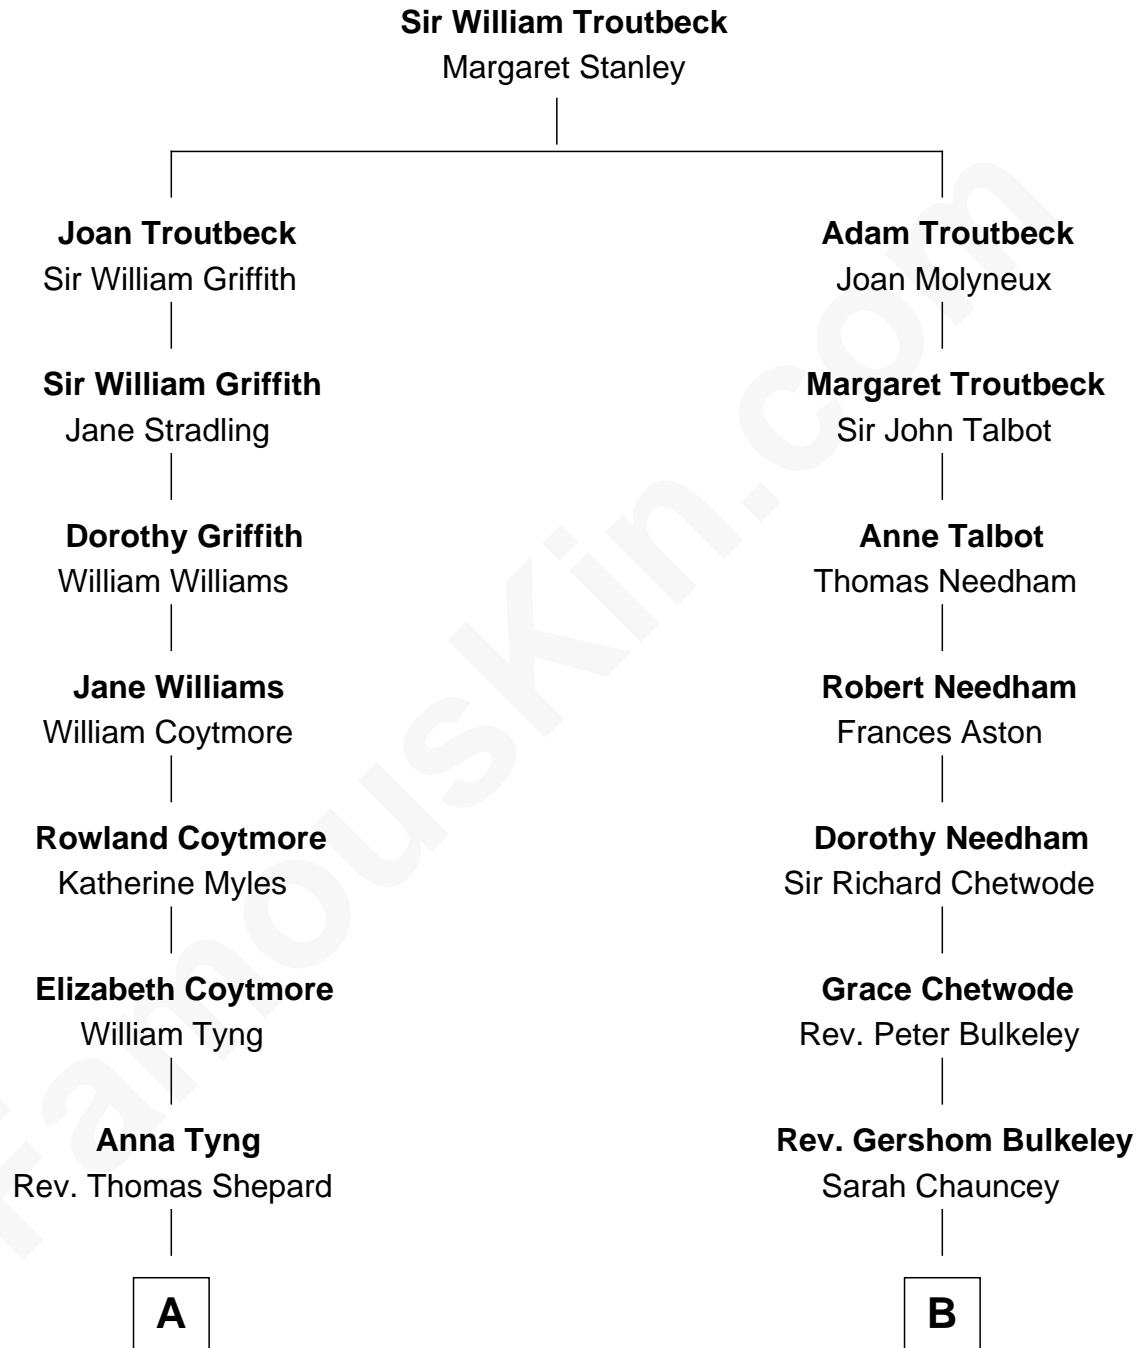 Sir William Troutbeck
Margaret Stanley
Joan Troutbeck
Sir William Griffith
Adam Troutbeck
Joan Molyneux
Sir William Griffith
Jane Stradling
Margaret Troutbeck
Sir John Talbot
Dorothy Griffith
William Williams
Anne Talbot
Thomas Needham
Jane Williams
William Coytmore
Robert Needham
Frances Aston
Rowland Coytmore
Katherine Myles
Dorothy Needham
Sir Richard Chetwode
Elizabeth Coytmore
William Tyng
Grace Chetwode
Rev. Peter Bulkeley
Anna Tyng
Rev. Thomas Shepard
Rev. Gershom Bulkeley
Sarah Chauncey
A
B
FamousKin.com